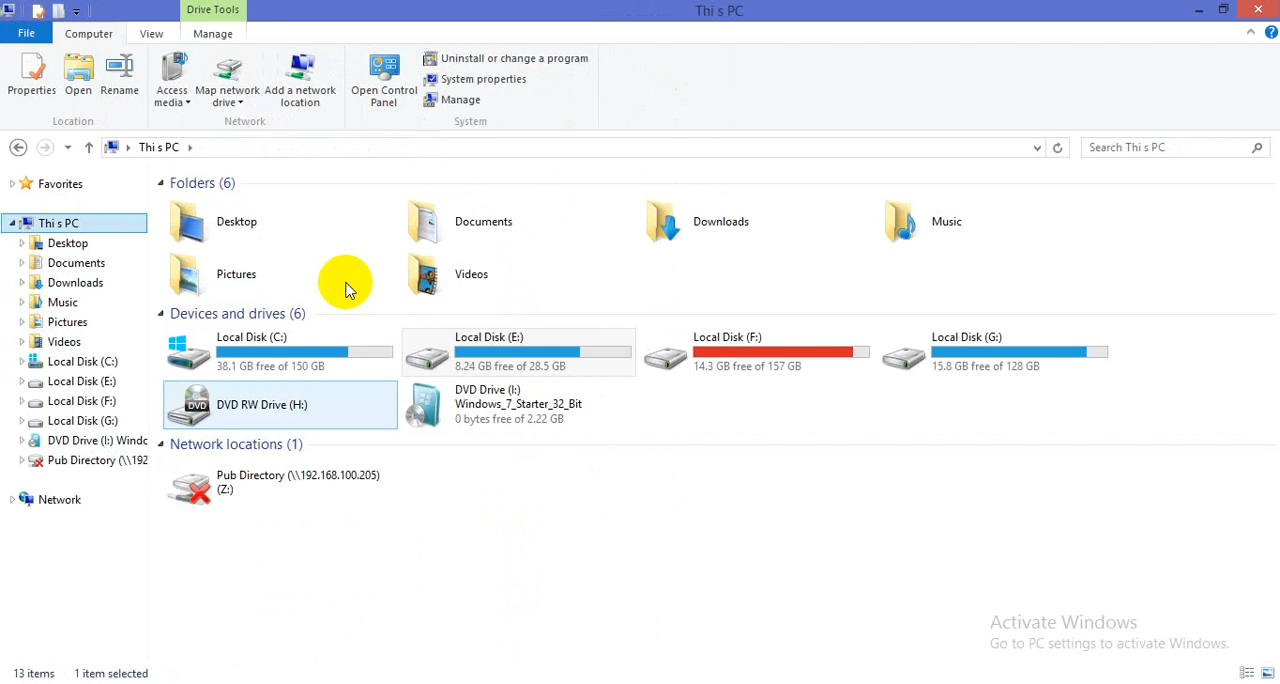 Drive Tools
Thi s PC
File Computer View Manage
Properties Open Rename Access media Map network drive Add a network location Open Control Panel Uninstall or change a program
System properties
Manage
Location Network System
Thi s PC
Search Thi s PC
Favorites
Thi s PC
Desktop
Documents
Downloads
Music
Pictures
Videos
Local Disk (C:)
Local Disk (E:)
Local Disk (F:)
Local Disk (G:)
DVD Drive (I:) Windc
Pub Directory (\\192
Network
Folders (6)
Desktop Documents Downloads Music
Pictures Videos
Devices and drives (6)
Local Disk (C:)
38.1 GB free of 150 GB
Local Disk (E:)
8.24 GB free of 28.5 GB
Local Disk (F:)
14.3 GB free of 157 GB
Local Disk (G:)
15.8 GB free of 128 GB
DVD RW Drive (H:)
DVD
DVD Drive (I:)
Windows_7_Starter_32_Bit
0 bytes free of 2.22 GB
Network locations (1)
Pub Directory (\\192.168.100.205)
(Z:)
Activate Windows
Go to PC settings to activate Windows.
13 items 1 item selected